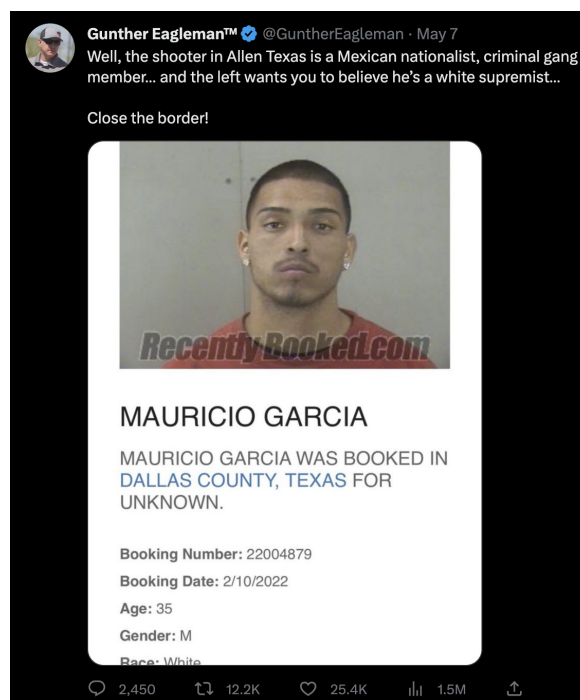 Gunther Eagleman™ @GuntherEagleman · May 7
Well, the shooter in Allen Texas is a Mexican nationalist, criminal gang
member... and the left wants you to believe he's a white supremist...
Close the border!
RecentlyBooked.com
MAURICIO GARCIA
MAURICIO GARCIA WAS BOOKED IN
DALLAS COUNTY, TEXAS FOR
UNKNOWN.
Booking Number: 22004879
Booking Date: 2/10/2022
Age: 35
Gender: M
Race: White
2,450 12.2K 25.4K 1.5M